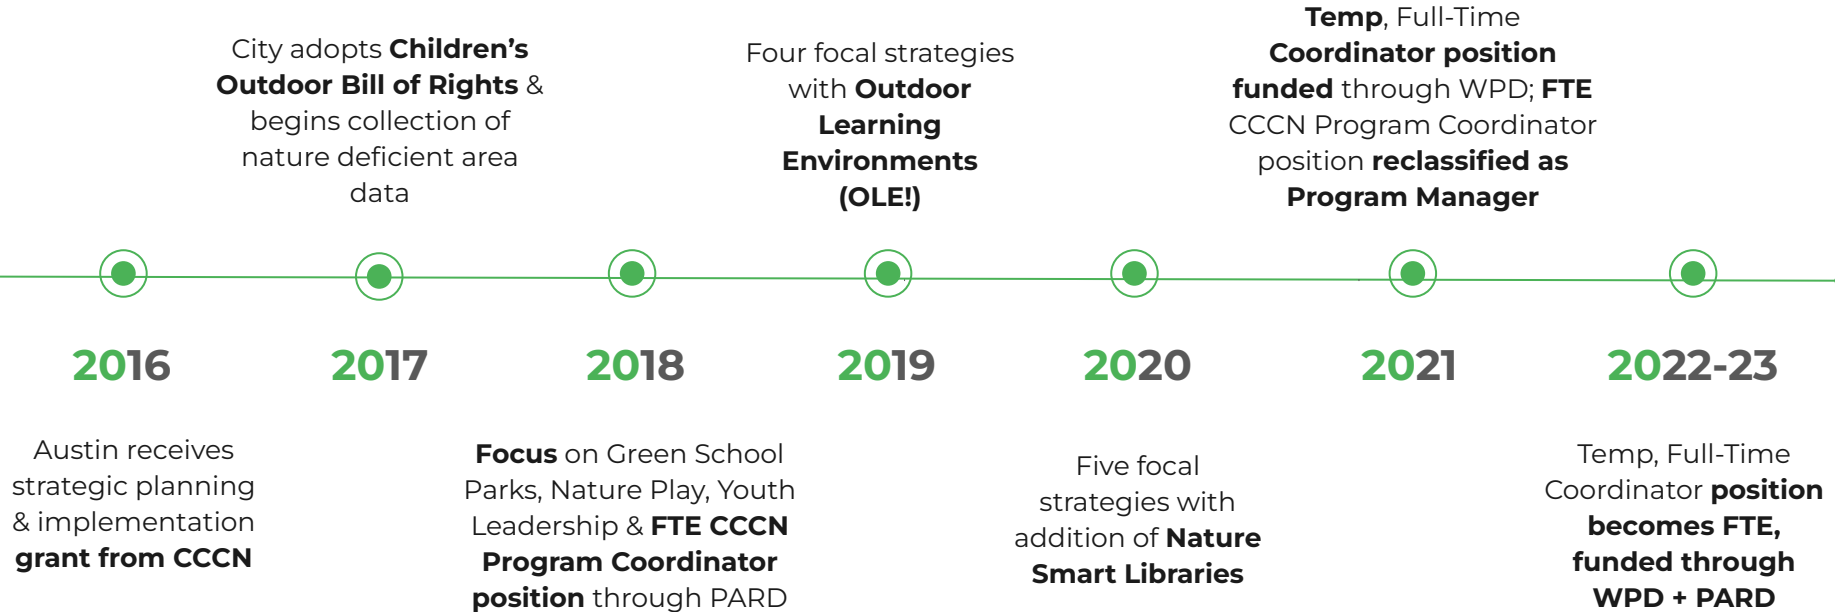 City adopts Children's
Outdoor Bill of Rights &
begins collection of
nature deficient area
data
Four focal strategies
with Outdoor
Learning
Environments
(OLE!)
Temp, Full-Time
Coordinator position
funded through WPD; FTE
CCCN Program Coordinator
position reclassified as
Program Manager
2016
2017
2018
2019
2020
2021
2022-23
Austin receives
strategic planning
& implementation
grant from CCCN
Focus on Green School
Parks, Nature Play, Youth
Leadership & FTE CCCN
Program Coordinator
position through PARD
Five focal
strategies with
addition of Nature
Smart Libraries
Temp, Full-Time
Coordinator position
becomes FTE,
funded through
WPD + PARD